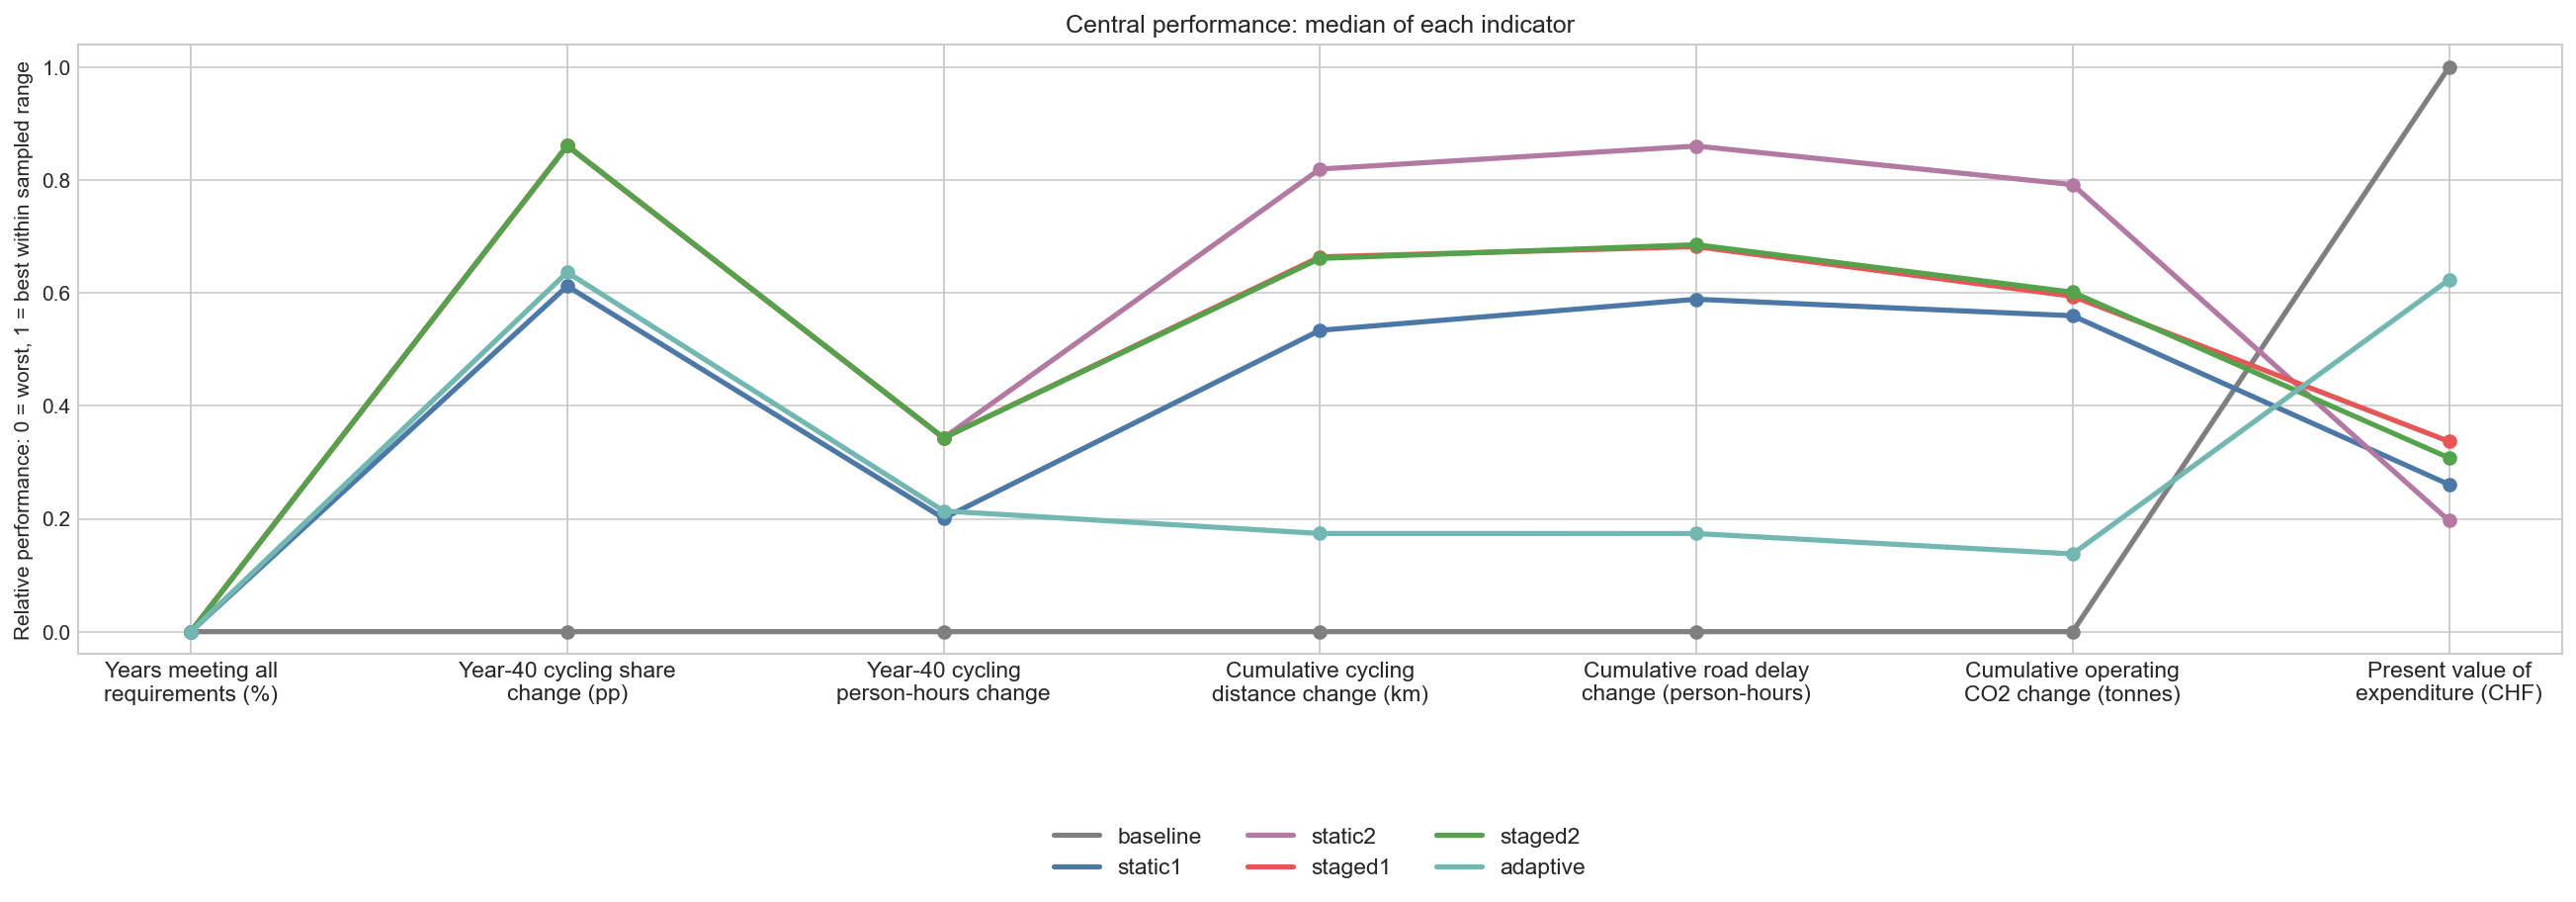 Central performance: median of each indicator
Relative performance: 0 = worst, 1 = best within sampled range
1.0
0.8
0.6
0.4
0.2
0.0
Years meeting all
requirements (%)
Year-40 cycling share
change (pp)
Year-40 cycling
person-hours change
Cumulative cycling
distance change (km)
Cumulative road delay
change (person-hours)
Cumulative operating
CO2 change (tonnes)
Present value of
expenditure (CHF)
baseline
static1
static2
staged1
staged2
adaptive